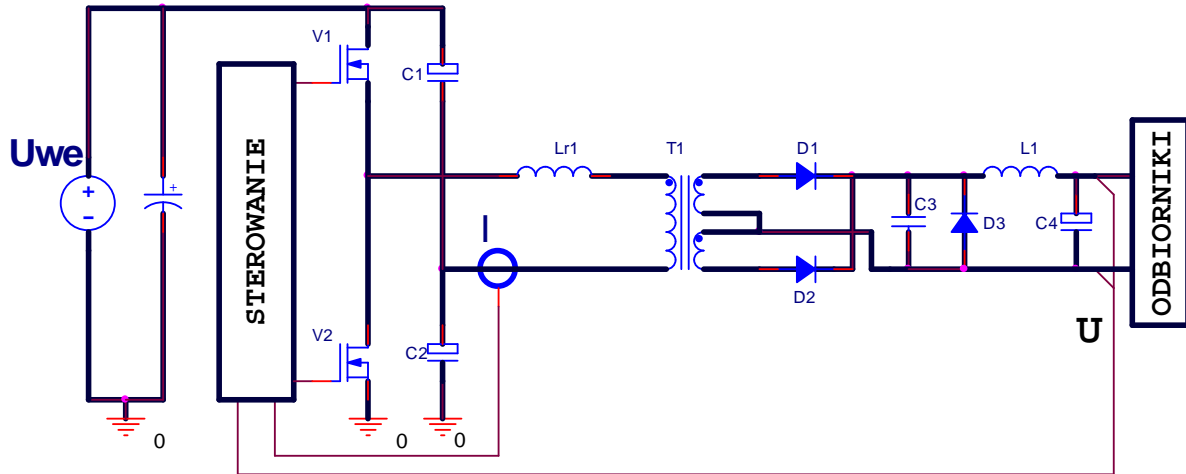 V1
C1
Uwe
+
+
-
STEROWANIE
Lr1
T1
D1
L1
C3
D3
C4
ODBIORNIKI
I
D2
U
V2
C2
0
0
0